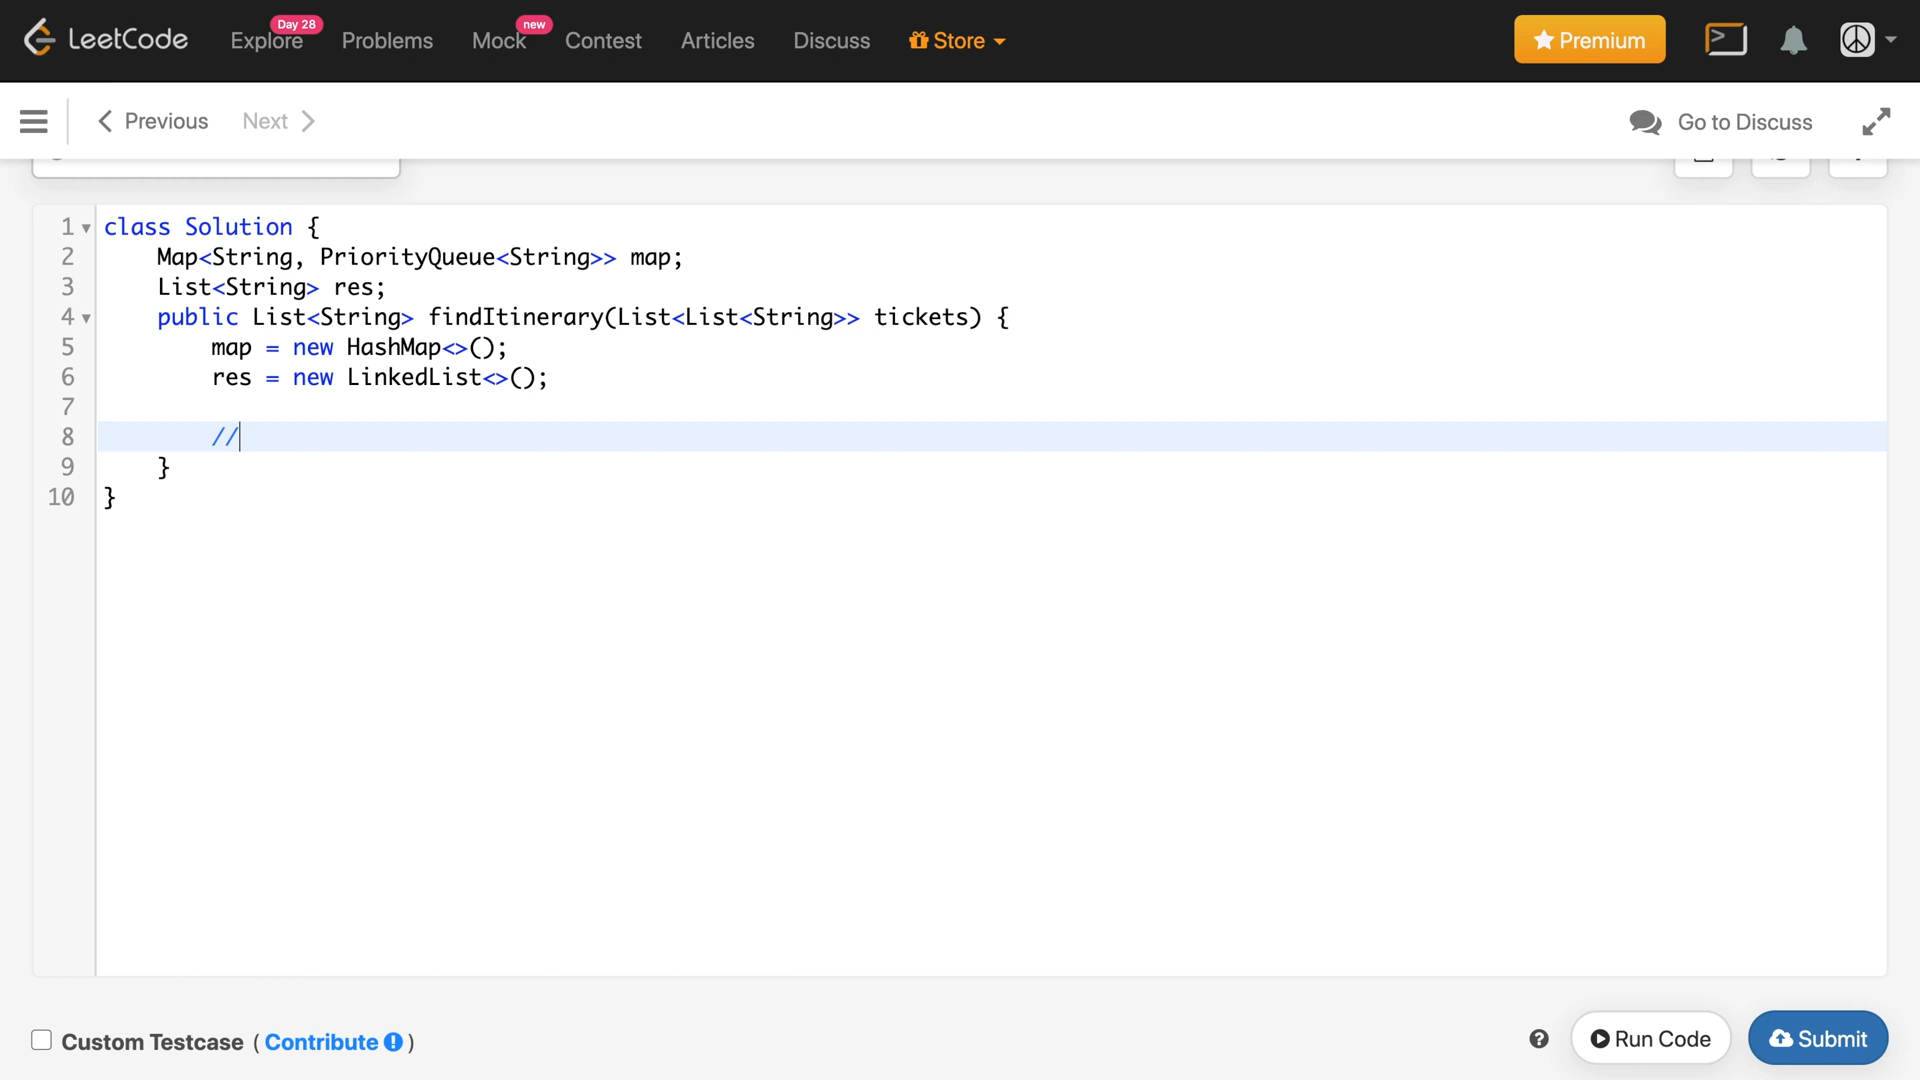 LeetCode Explore Day 28 Problems Mock new Contest Articles Discuss Store Premium
Previous Next Go to Discuss
1 class Solution {
2 Map<String, PriorityQueue<String>> map;
3 List<String> res;
4 public List<String> findItinerary(List<List<String>> tickets) {
5 map = new HashMap<>();
6 res = new LinkedList<>();
7
8 //
9 }
10 }
Custom Testcase ( Contribute ) Run Code Submit